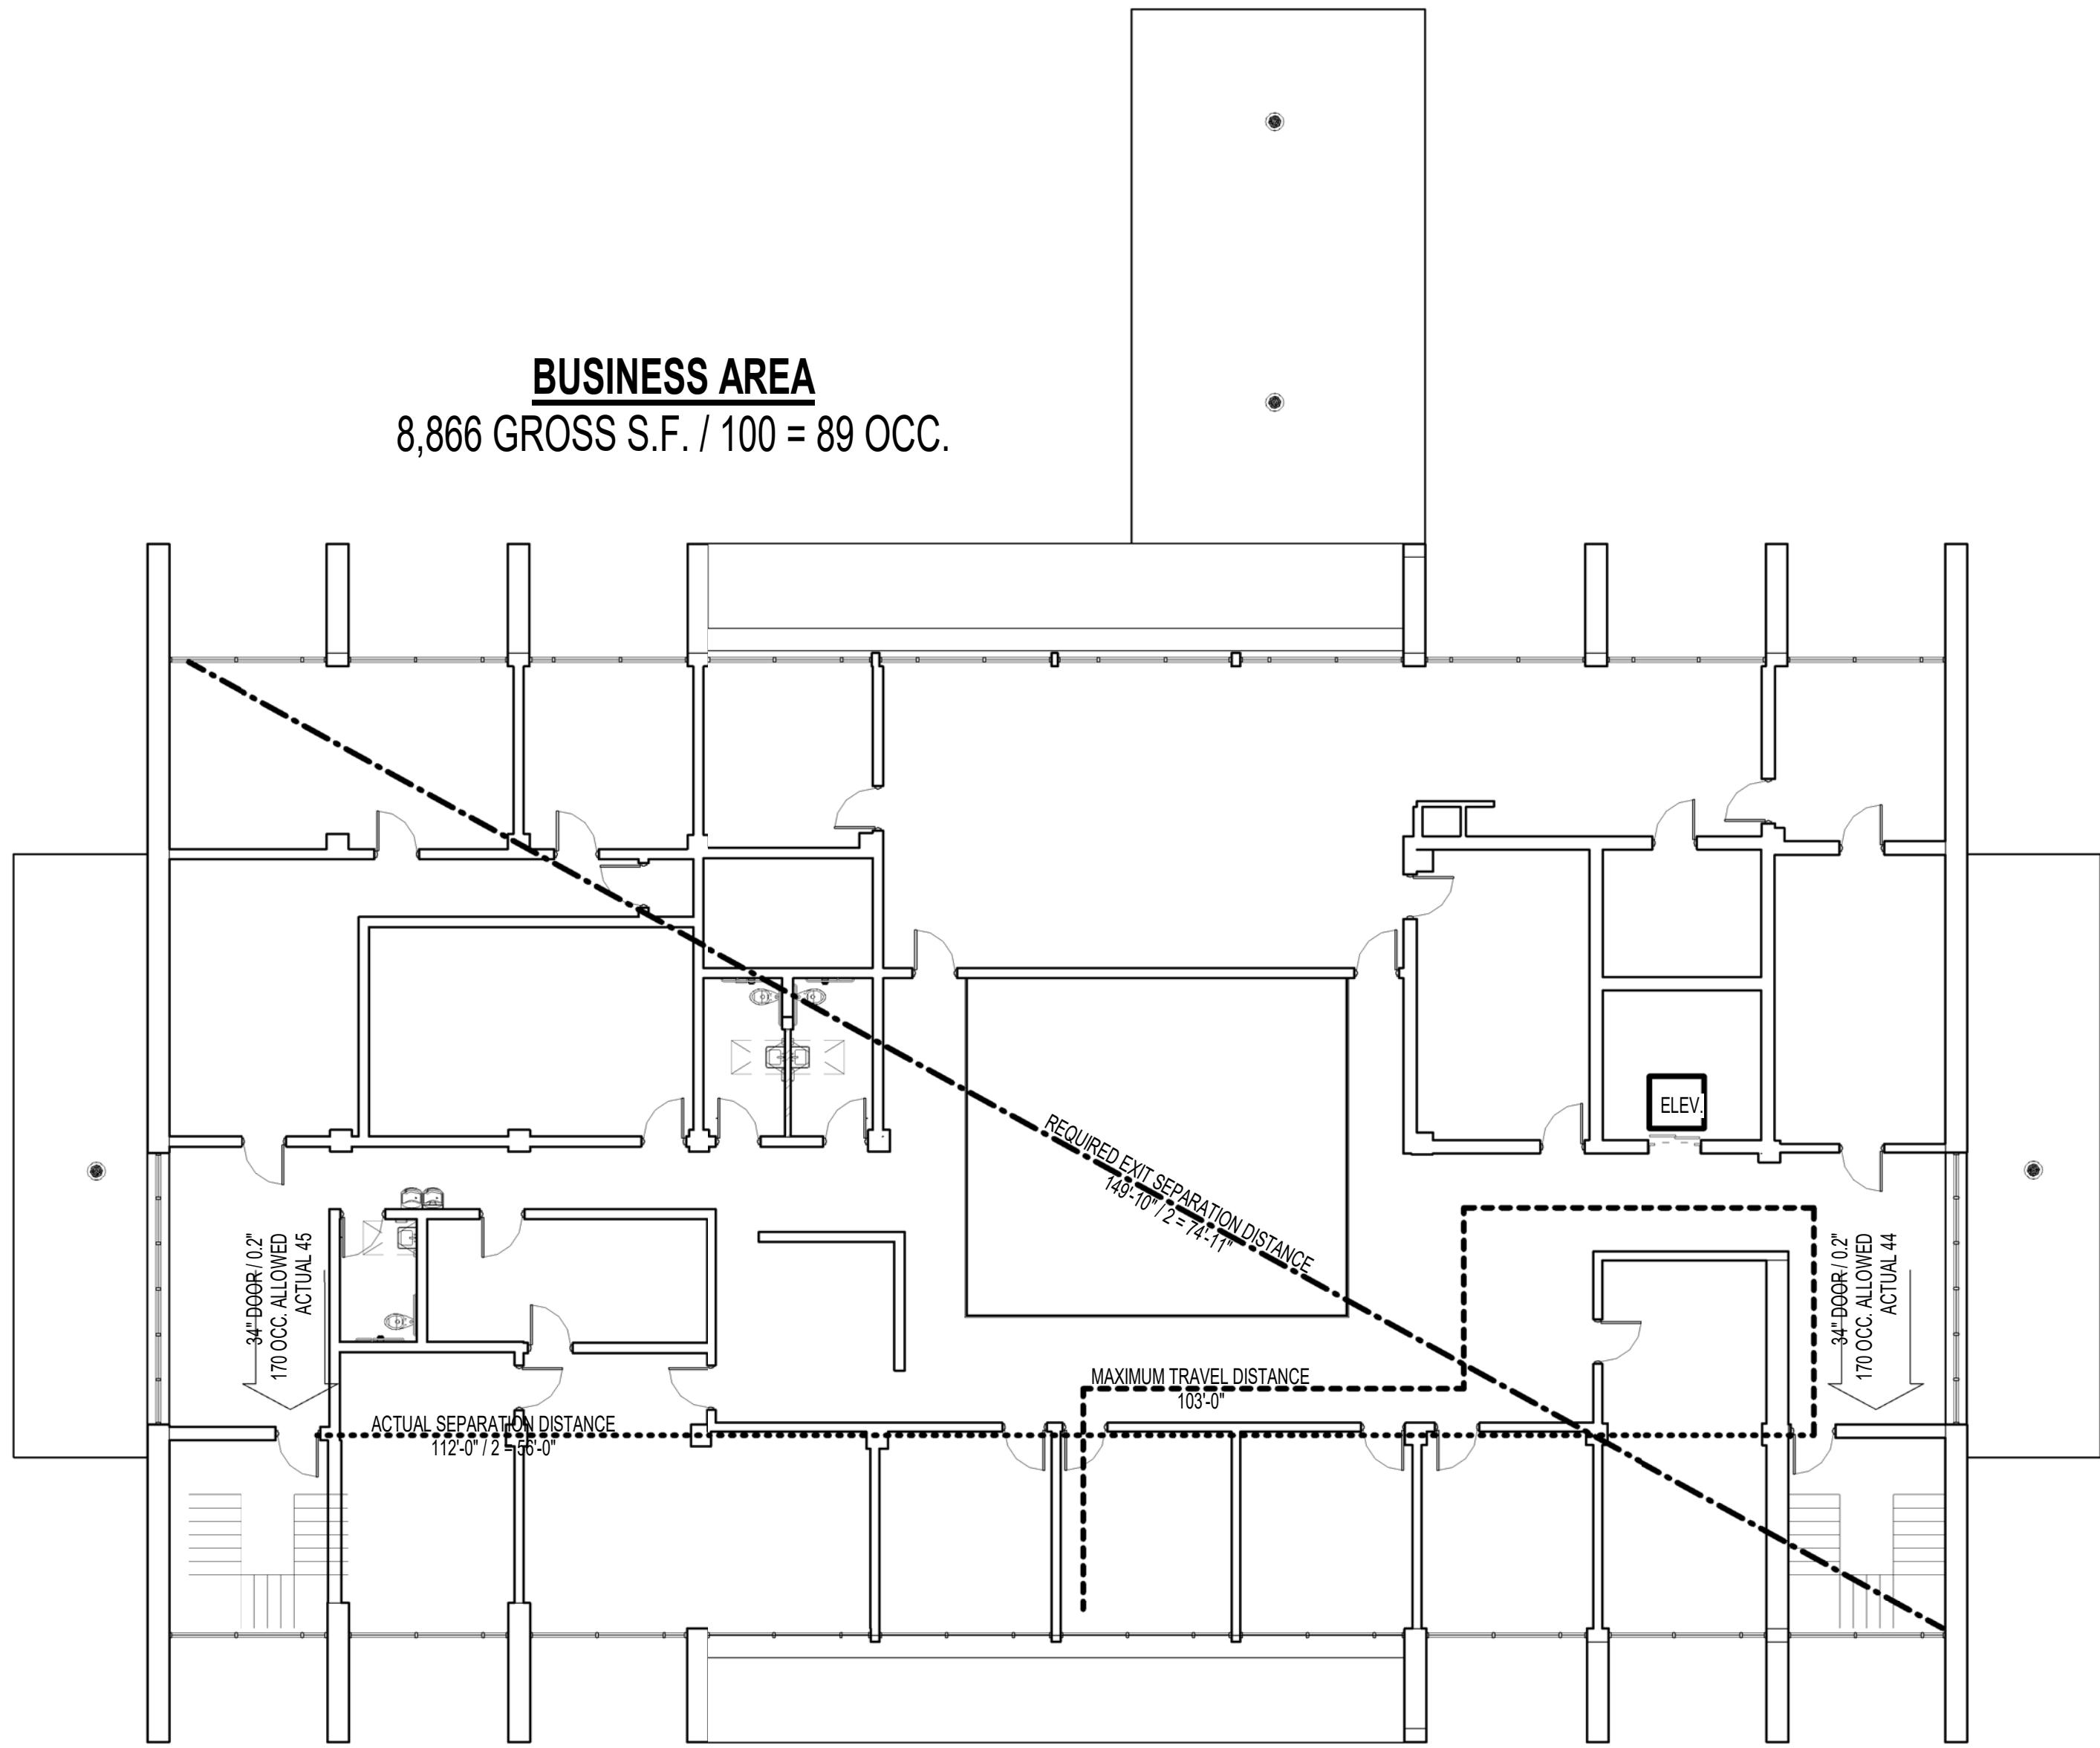 BUSINESS AREA
8,866 GROSS S.F. / 100 = 89 OCC.
ELEV.
REQUIRED EXIT SEPARATION DISTANCE
149'-10" / 2 = 74'-11"
34" DOOR / 0.2"
170 OCC. ALLOWED
ACTUAL 45
34" DOOR / 0.2"
170 OCC. ALLOWED
ACTUAL 44
MAXIMUM TRAVEL DISTANCE
103'-0"
ACTUAL SEPARATION DISTANCE
112'-0" / 2 = 56'-0"